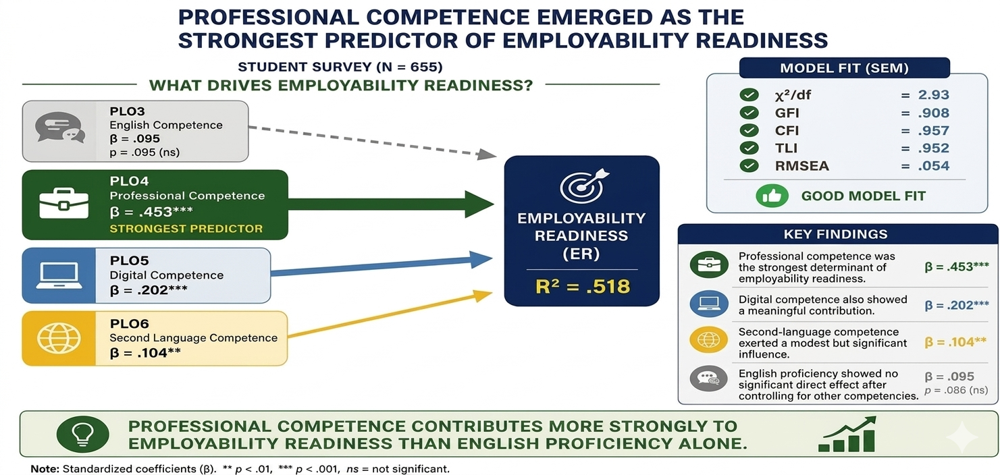 PROFESSIONAL COMPETENCE EMERGED AS THE
STRONGEST PREDICTOR OF EMPLOYABILITY READINESS
STUDENT SURVEY (N = 655)
WHAT DRIVES EMPLOYABILITY READINESS?
PLO3
English Competence
β = .095
p = .095 (ns)
PLO4
Professional Competence
β = .453***
STRONGEST PREDICTOR
PLO5
Digital Competence
β = .202***
PLO6
Second Language Competence
β = .104**
EMPLOYABILITY
READINESS
(ER)
R² = .518
MODEL FIT (SEM)
χ²/df = 2.93
GFI = .908
CFI = .957
TLI = .952
RMSEA = .054
GOOD MODEL FIT
KEY FINDINGS
Professional competence was
the strongest determinant of
employability readiness.
β = .453***
Digital competence also showed
a meaningful contribution.
β = .202***
Second-language competence
exerted a modest but significant
influence.
β = .104**
English proficiency showed no
significant direct effect after
controlling for other competencies.
β = .095
p = .086 (ns)
PROFESSIONAL COMPETENCE CONTRIBUTES MORE STRONGLY TO
EMPLOYABILITY READINESS THAN ENGLISH PROFICIENCY ALONE.
Note: Standardized coefficients (β). ** p < .01, *** p < .001, ns = not significant.